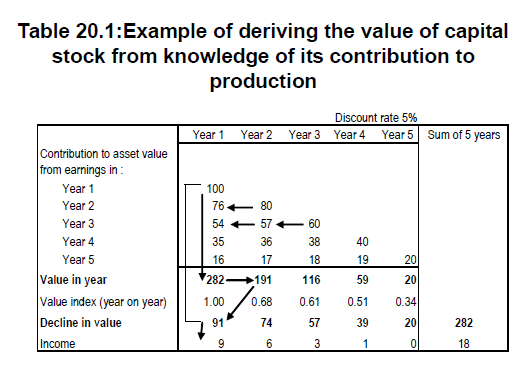 Table 20.1:Example of deriving the value of capital
stock from knowledge of its contribution to
production
Discount rate 5%
Year 1 Year 2 Year 3 Year 4 Year 5 Sum of 5 years
Contribution to asset value
from earnings in :
Year 1 100
Year 2 76 80
Year 3 54 57 60
Year 4 35 36 38 40
Year 5 16 17 18 19 20
Value in year 282 191 116 59 20
Value index (year on year) 1.00 0.68 0.61 0.51 0.34
Decline in value 91 74 57 39 20 282
Income 9 6 3 1 0 18